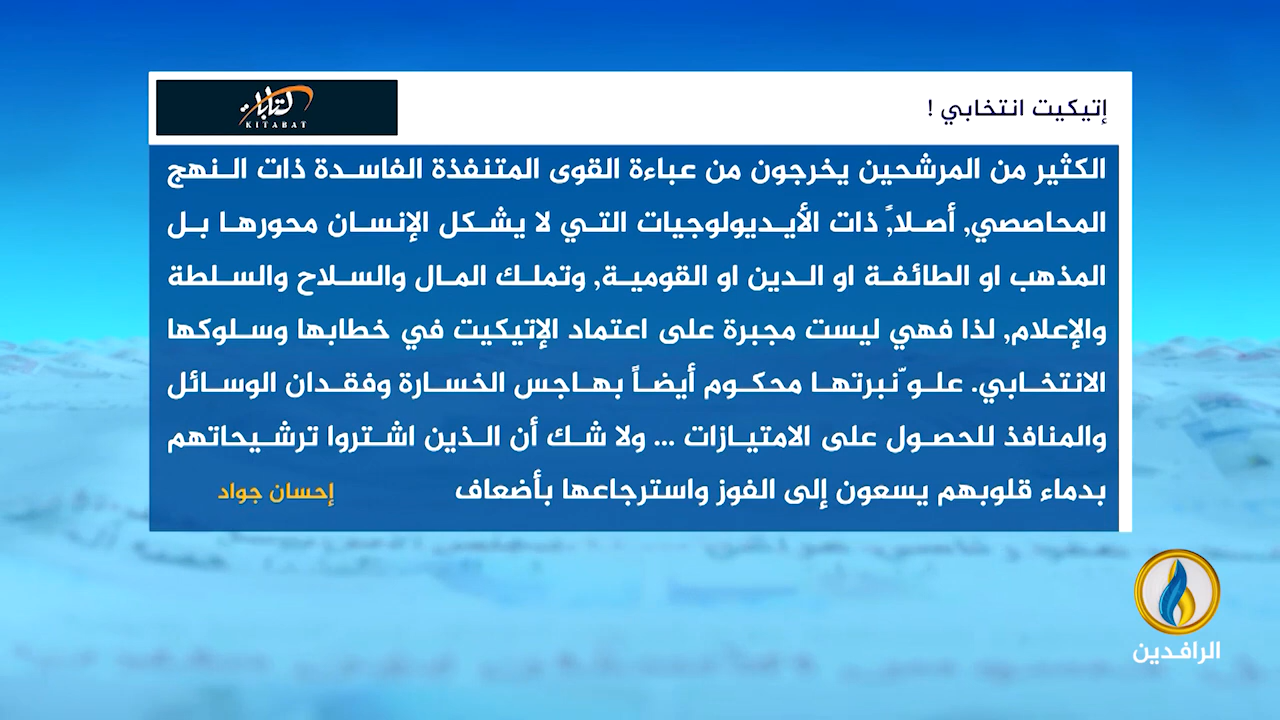 إتيكيت انتخابي !
كتابات
KITABAT
الكثير من المرشحين يخرجون من عباءة القوى المتنفذة الفاسدة ذات النهج
المحاصصي, أصلاً, ذات الأيديولوجيات التي لا يشكل الإنسان محورها بل
المذهب او الطائفة او الدين او القومية, وتملك المال والسلاح والسلطة
والإعلام, لذا فهي ليست مجبرة على اعتماد الإتيكيت في خطابها وسلوكها
الانتخابي. علوّ نبرتها محكوم أيضاً بهاجس الخسارة وفقدان الوسائل
والمنافذ للحصول على الامتيازات ... ولا شك أن الذين اشتروا ترشيحاتهم
بدماء قلوبهم يسعون إلى الفوز واسترجاعها بأضعاف
إحسان جواد
الرافدين